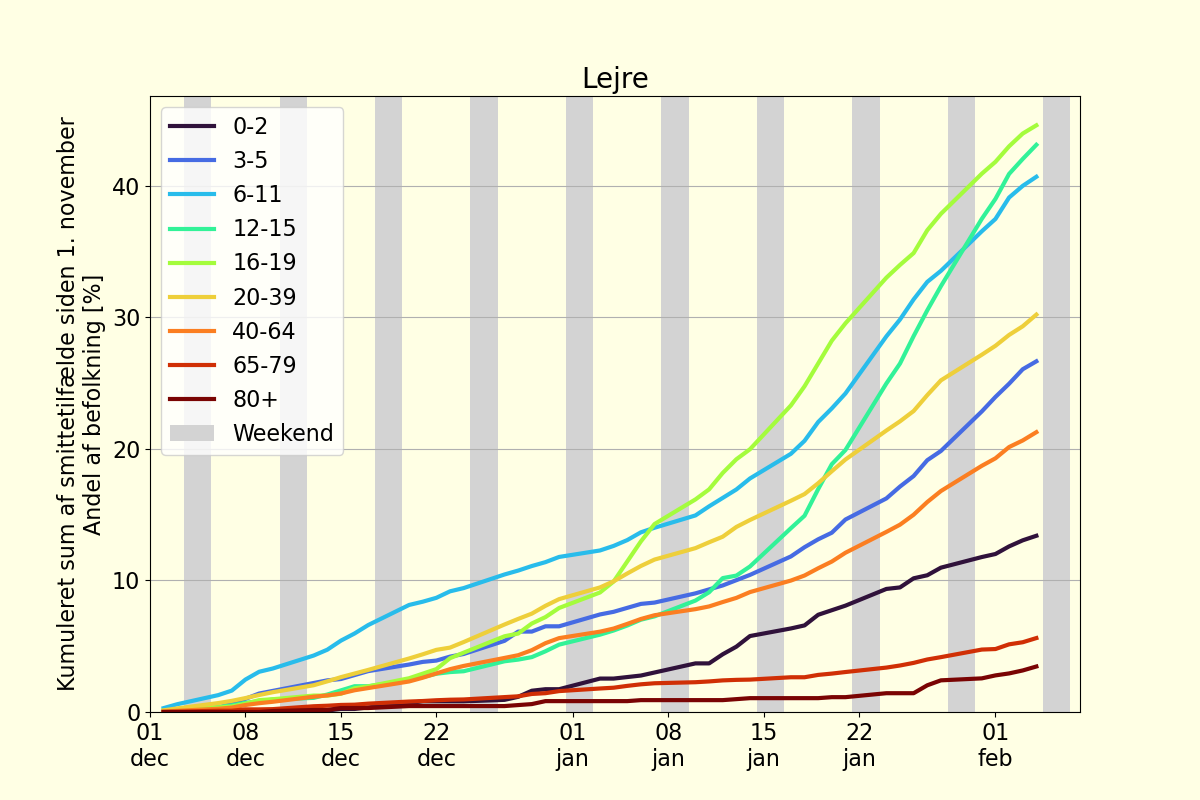 Lejre
Kumuleret sum af smittetilfælde siden 1. november
Andel af befolkning [%]
0-2
3-5
6-11
12-15
16-19
20-39
40-64
65-79
80+
Weekend
40
30
20
10
0
01 08 15 22 01 08 15 22 01
dec dec dec dec jan jan jan jan feb